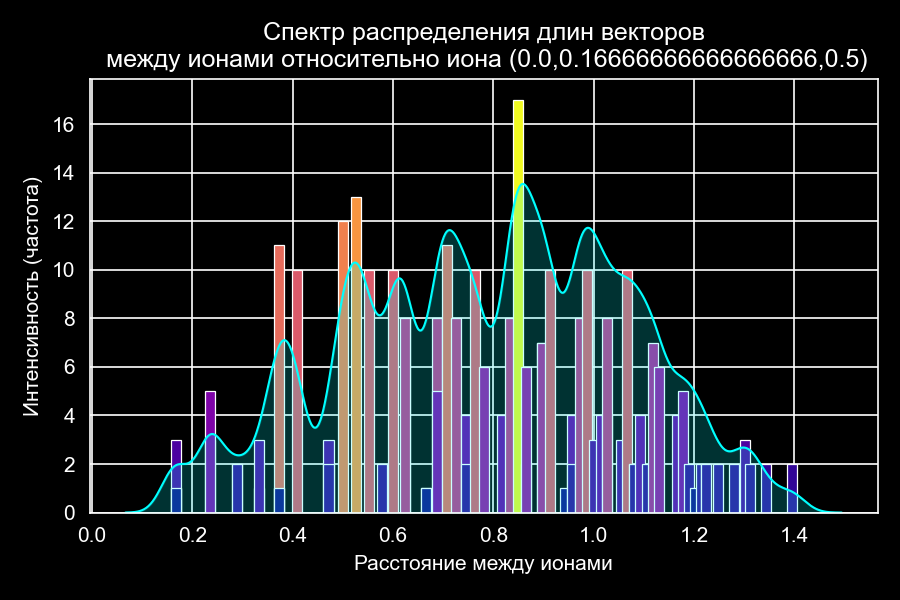 Спектр распределения длин векторов
между ионами относительно иона (0.0,0.16666666666666666,0.5)
Интенсивность (частота)
16
14
12
10
8
6
4
2
0
0.0 0.2 0.4 0.6 0.8 1.0 1.2 1.4
Расстояние между ионами